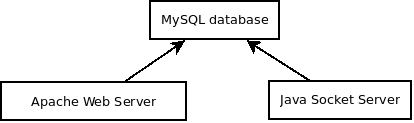 MySQL database
Apache Web Server
Java Socket Server